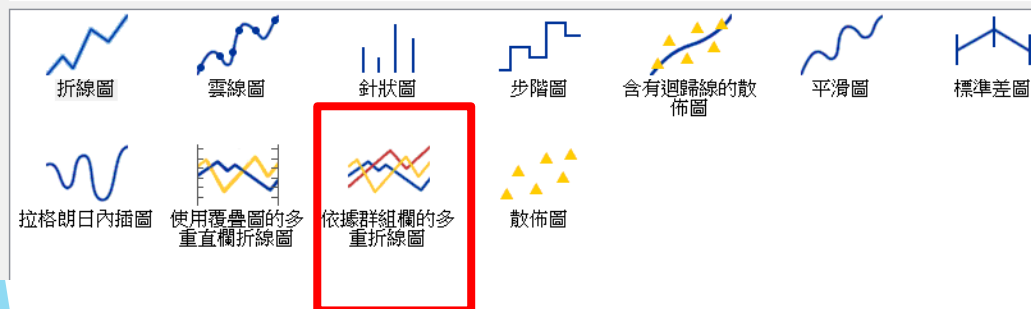 折線圖
雲線圖
針狀圖
步階圖
含有迴歸線的散
佈圖
平滑圖
標準差圖
拉格朗日內插圖
使用覆疊圖的多
重直欄折線圖
依據群組欄的多
重折線圖
散佈圖